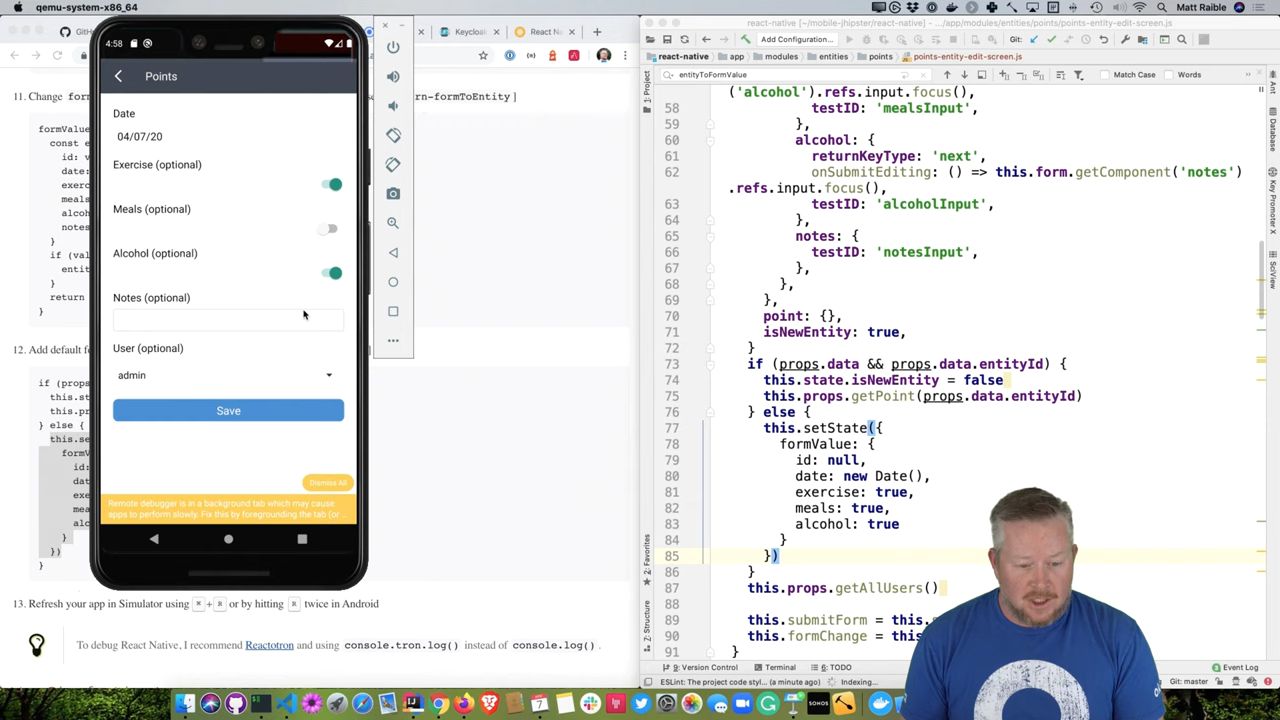 qemu-system-x86_64
Matt Raible
react-native [~/mobile-jhipster/react-native] - .../app/modules/entities/points/points-entity-edit-screen.js
GitH
Keycloak
React N
react-native
app
modules
entities
points
points-entity-edit-screen.js
Add Configuration...
Git:
entityToFormValue
Match Case
Words
4:58
Points
Date
04/07/20
Exercise (optional)
Meals (optional)
Alcohol (optional)
Notes (optional)
User (optional)
admin
Save
Dismiss All
Remote debugger is in a background tab which may cause
apps to perform slowly. Fix this by foregrounding the tab (or ...
11. Change form
rn-formToEntity |
formValue
const e
id: v
date:
exerc
meals
alcoh
notes
}
if (val
entit
}
return
}
12. Add default fo
if (props
this.st
this.pr
} else {
this.se
formV
id:
dat
exe
mea
alc
}
})
}
13. Refresh your app in Simulator using ⌘ + R or by hitting R twice in Android
To debug React Native, I recommend Reactotron and using console.tron.log() instead of console.log() .
('alcohol').refs.input.focus(),
58 testID: 'mealsInput',
59 },
60 alcohol: {
61 returnKeyType: 'next',
62 onSubmitEditing: () => this.form.getComponent('notes')
.refs.input.focus(),
63 testID: 'alcoholInput',
64 },
65 notes: {
66 testID: 'notesInput',
67 },
68 },
69 },
70 point: {},
71 isNewEntity: true,
72 }
73 if (props.data && props.data.entityId) {
74 this.state.isNewEntity = false
75 this.props.getPoint(props.data.entityId)
76 } else {
77 this.setState({
78 formValue: {
79 id: null,
80 date: new Date(),
81 exercise: true,
82 meals: true,
83 alcohol: true
84 }
85 })
86 }
87 this.props.getAllUsers()
88
89 this.submitForm = this.s
90 this.formChange = this
91 }
1: Project
2: Favorites
7: Structure
Ant
Database
Key Promoter X
SciView
9: Version Control
Terminal
6: TODO
Event Log
ESLint: The project code styl... (a minute ago)
Indexing...
Git: master